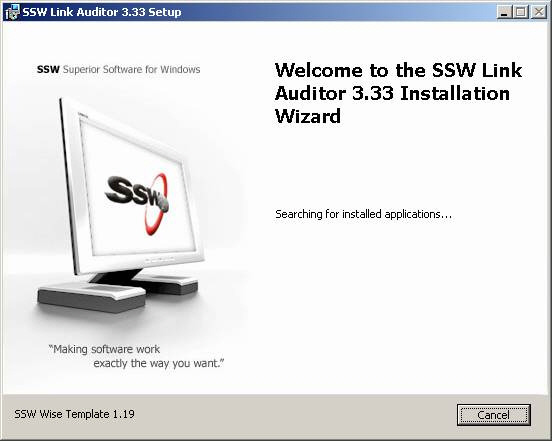 SSW Link Auditor 3.33 Setup
SSW Superior Software for Windows
Welcome to the SSW Link
Auditor 3.33 Installation
Wizard
SSW
Searching for installed applications...
“Making software work
exactly the way you want.”
SSW Wise Template 1.19
Cancel